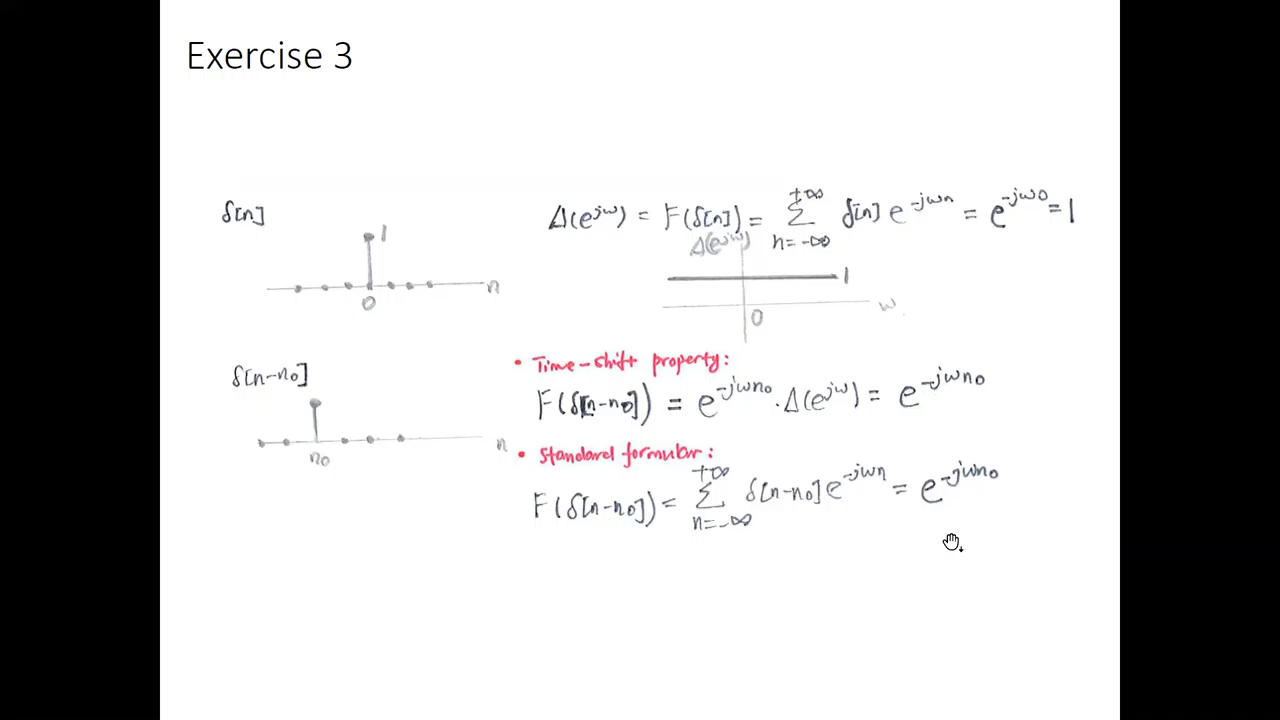 Exercise 3
δ[n]
Δ(e^{jω}) = F(δ[n]) = Σ_{n=-∞}^{+∞} δ[n] e^{-jωn} = e^{-jω0} = 1
Δ(e^{jω})
1
1
n
0
0
ω
δ[n-n₀]
n
n₀
• Time-shift property:
F(δ[n-n₀]) = e^{-jωn₀} · Δ(e^{jω}) = e^{-jωn₀}
• Standard formular:
F(δ[n-n₀]) = Σ_{n=-∞}^{+∞} δ[n-n₀] e^{-jωn} = e^{-jωn₀}